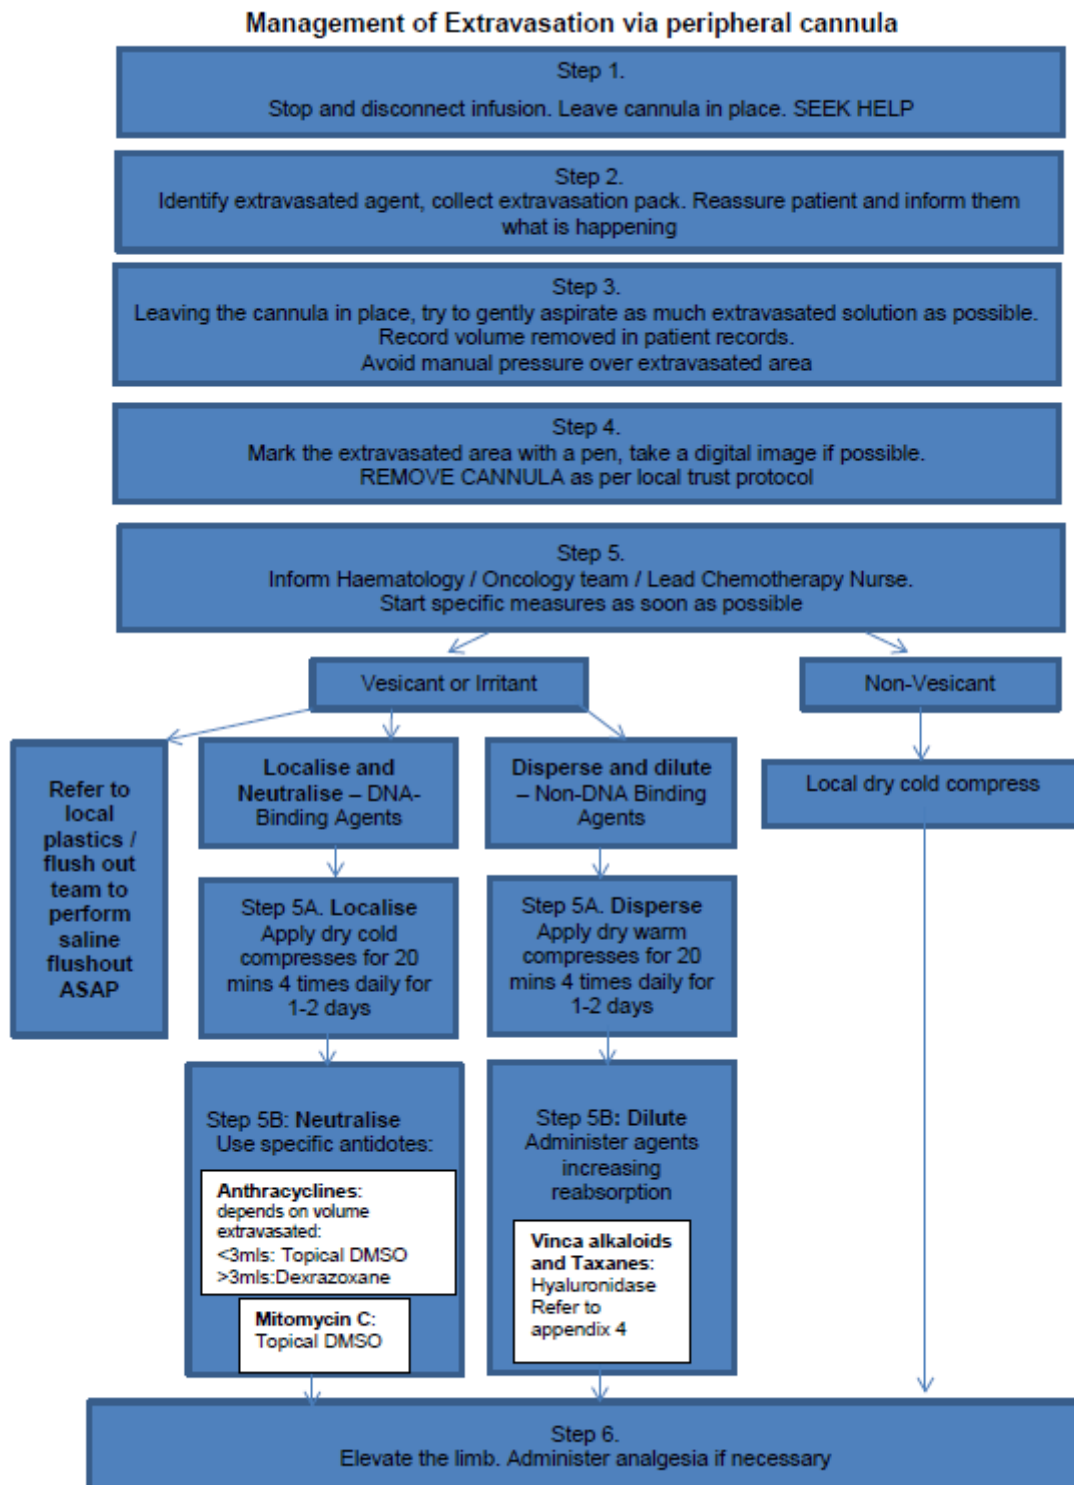 Management of Extravasation via peripheral cannula
Step 1.
Stop and disconnect infusion. Leave cannula in place. SEEK HELP
Step 2.
Identify extravasated agent, collect extravasation pack. Reassure patient and inform them
what is happening
Step 3.
Leaving the cannula in place, try to gently aspirate as much extravasated solution as possible.
Record volume removed in patient records.
Avoid manual pressure over extravasated area
Step 4.
Mark the extravasated area with a pen, take a digital image if possible.
REMOVE CANNULA as per local trust protocol
Step 5.
Inform Haematology / Oncology team / Lead Chemotherapy Nurse.
Start specific measures as soon as possible
Vesicant or Irritant
Non-Vesicant
Refer to
local
plastics /
flush out
team to
perform
saline
flushout
ASAP
Localise and
Neutralise – DNA-
Binding Agents
Disperse and dilute
– Non-DNA Binding
Agents
Local dry cold compress
Step 5A. Localise
Apply dry cold
compresses for 20
mins 4 times daily for
1-2 days
Step 5A. Disperse
Apply dry warm
compresses for 20
mins 4 times daily for
1-2 days
Step 5B: Neutralise
Use specific antidotes:
Anthracyclines:
depends on volume
extravasated:
<3mls: Topical DMSO
>3mls:Dexrazoxane
Mitomycin C:
Topical DMSO
Step 5B: Dilute
Administer agents
increasing
reabsorption
Vinca alkaloids
and Taxanes:
Hyaluronidase
Refer to
appendix 4
Step 6.
Elevate the limb. Administer analgesia if necessary